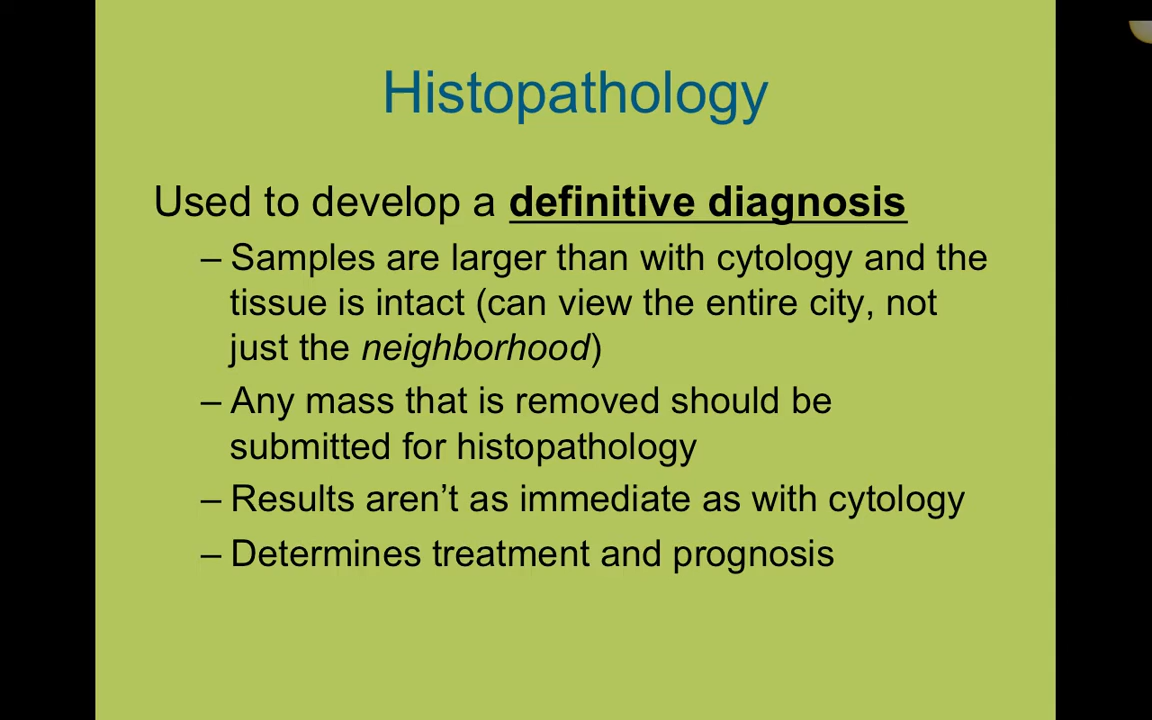 Histopathology
Used to develop a definitive diagnosis
– Samples are larger than with cytology and the
tissue is intact (can view the entire city, not
just the neighborhood)
– Any mass that is removed should be
submitted for histopathology
– Results aren’t as immediate as with cytology
– Determines treatment and prognosis